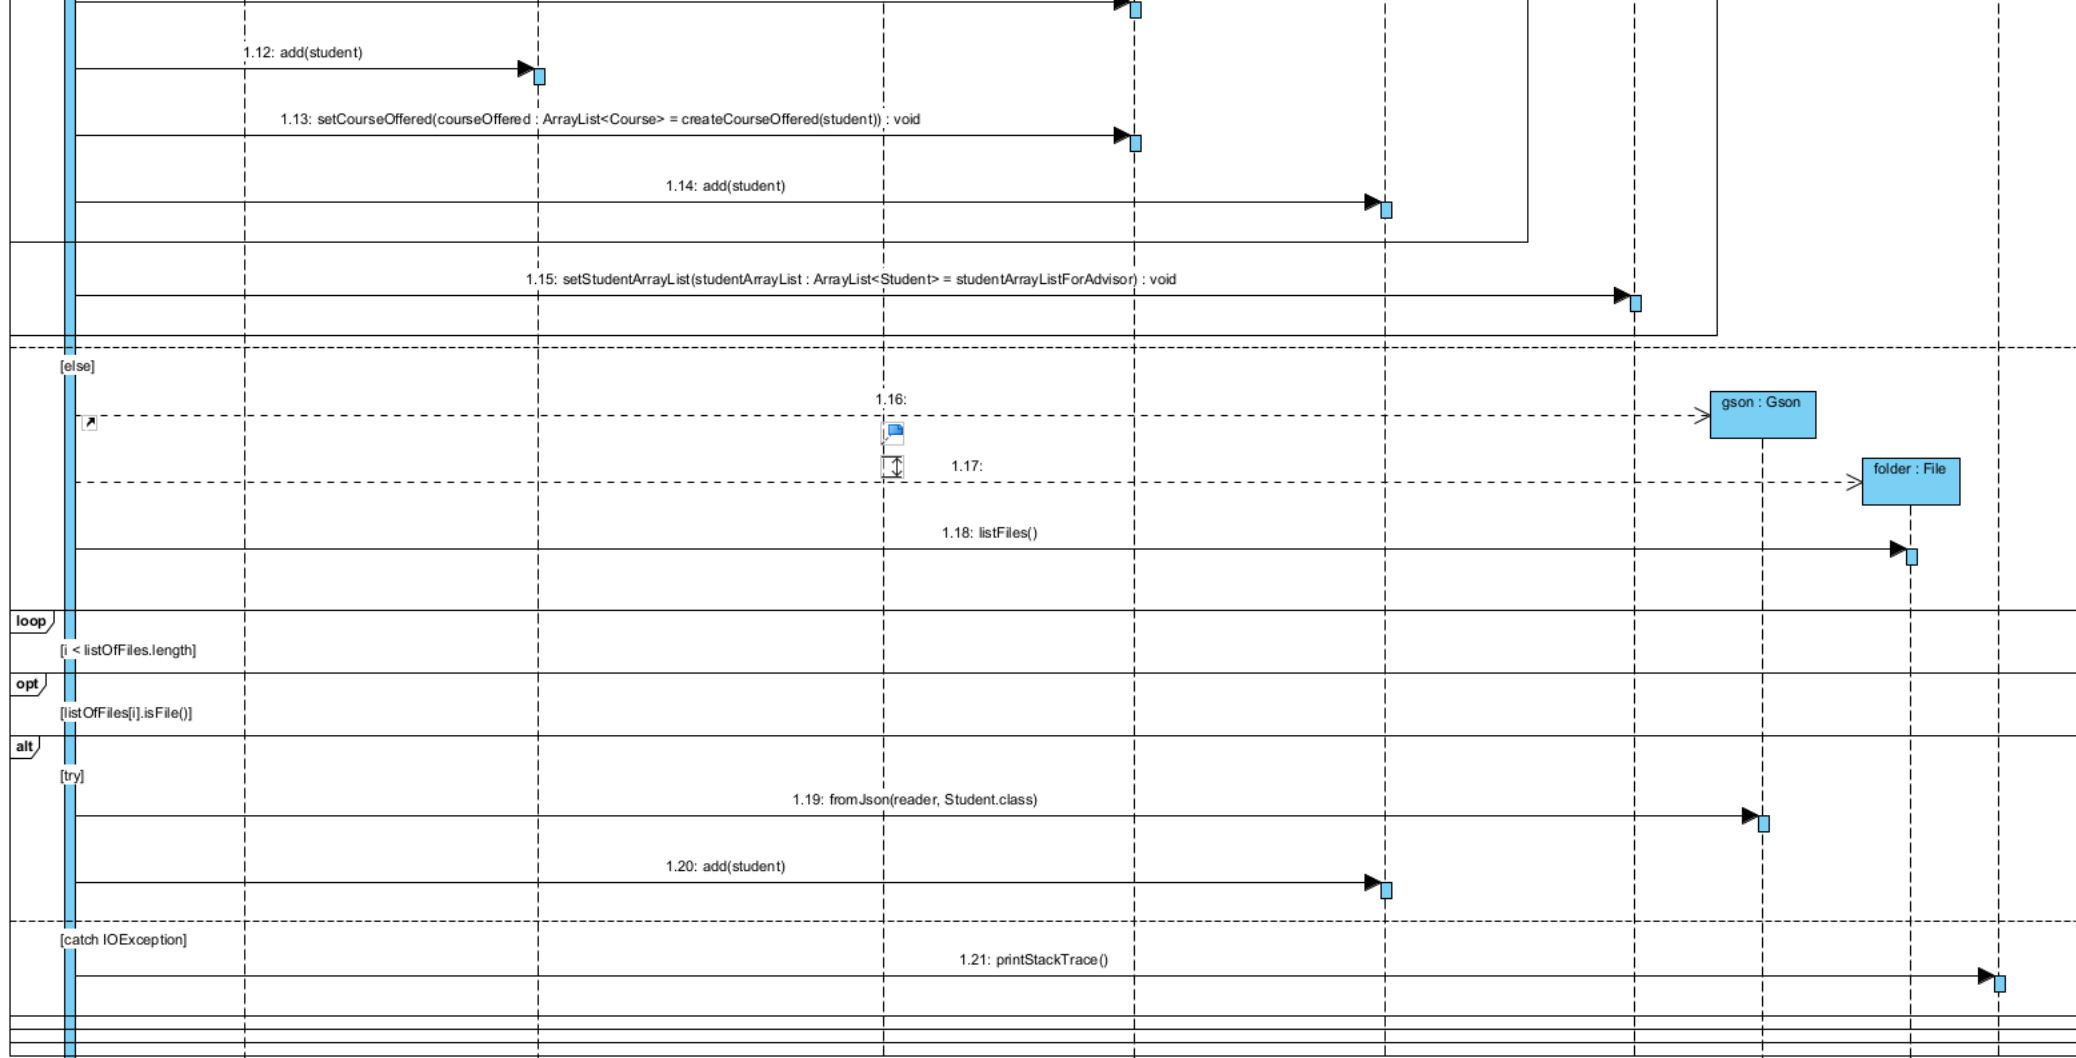 1.12: add(student)
1.13: setCourseOffered(courseOffered : ArrayList<Course> = createCourseOffered(student)) : void
1.14: add(student)
1.15: setStudentArrayList(studentArrayList : ArrayList<Student> = studentArrayListForAdvisor) : void
[else]
1.16:
gson : Gson
1.17:
folder : File
1.18: listFiles()
loop
[i < listOfFiles.length]
opt
[listOfFiles[i].isFile()]
alt
[try]
1.19: fromJson(reader, Student.class)
1.20: add(student)
[catch IOException]
1.21: printStackTrace()